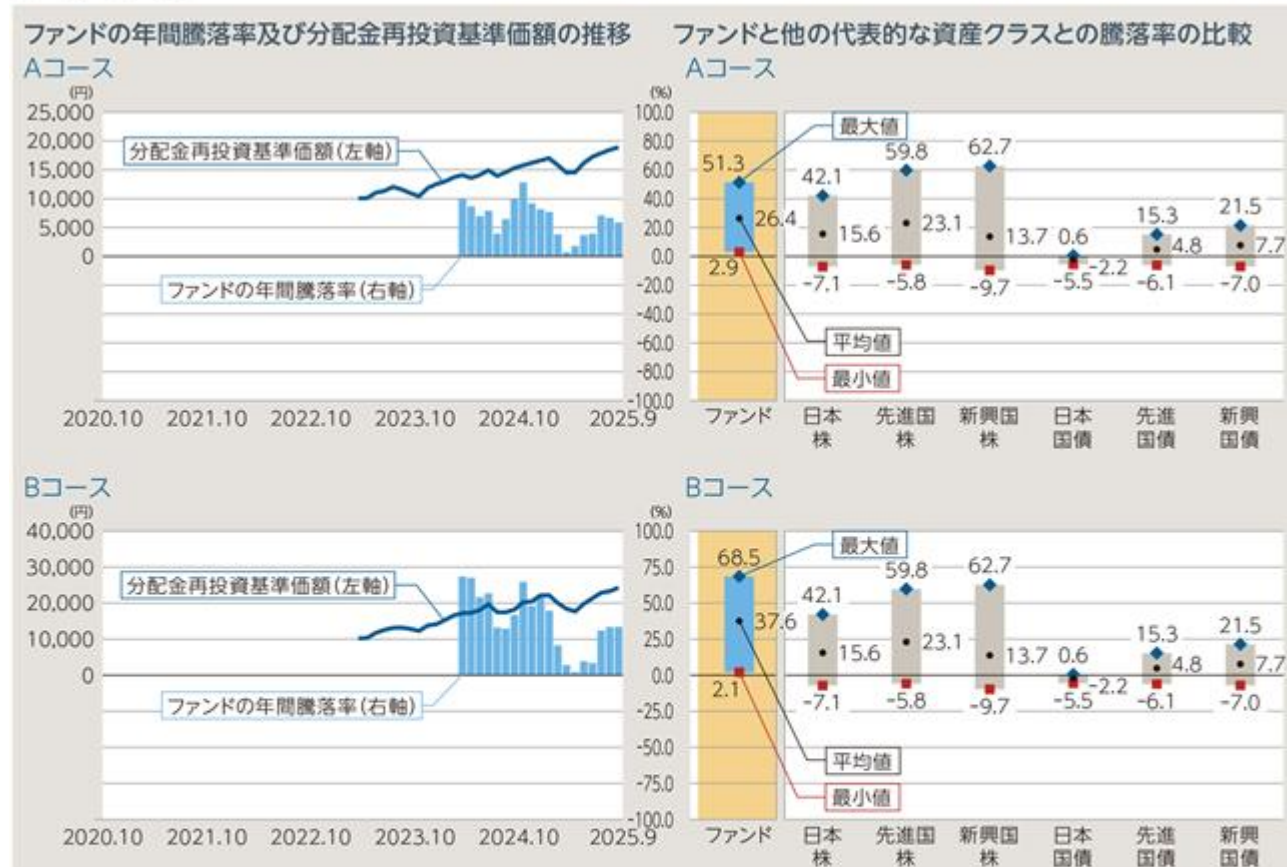 ファンドの年間騰落率及び分配金再投資基準価額の推移
Aコース
(円)
25,000
20,000
15,000
10,000
5,000
0
分配金再投資基準価額(左軸)
ファンドの年間騰落率(右軸)
(%)
100.0
80.0
60.0
40.0
20.0
0.0
-20.0
-40.0
-60.0
-80.0
-100.0
2020.10 2021.10 2022.10 2023.10 2024.10 2025.9
ファンドと他の代表的な資産クラスとの騰落率の比較
Aコース
最大値
51.3 42.1 59.8 62.7 0.6 15.3 21.5
26.4 15.6 23.1 13.7 -2.2 4.8 7.7
2.9 -7.1 -5.8 -9.7 -5.5 -6.1 -7.0
平均値
最小値
ファンド 日本株 先進国株 新興国株 日本国債 先進国債 新興国債
Bコース
(円)
40,000
30,000
20,000
10,000
0
分配金再投資基準価額(左軸)
ファンドの年間騰落率(右軸)
(%)
100.0
75.0
50.0
25.0
0.0
-25.0
-50.0
-75.0
-100.0
2020.10 2021.10 2022.10 2023.10 2024.10 2025.9
Bコース
最大値
68.5 42.1 59.8 62.7 0.6 15.3 21.5
37.6 15.6 23.1 13.7 -2.2 4.8 7.7
2.1 -7.1 -5.8 -9.7 -5.5 -6.1 -7.0
平均値
最小値
ファンド 日本株 先進国株 新興国株 日本国債 先進国債 新興国債